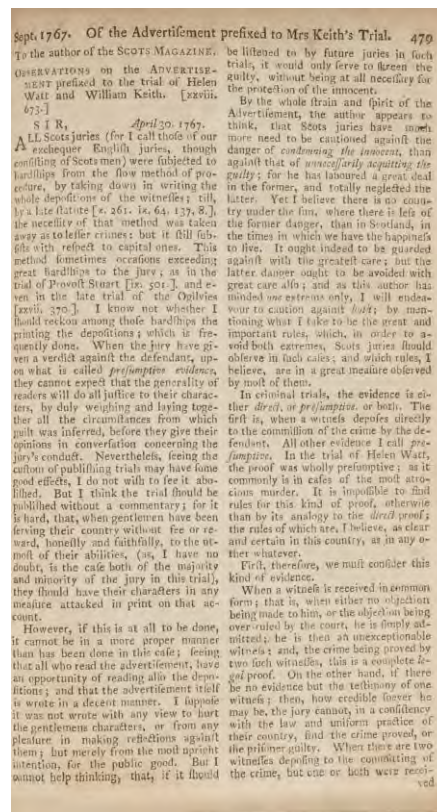 Sept. 1767. Of the Advertiſement prefixed to Mrs Keith's Trial. 479
To the author of the SCOTS MAGAZINE.
OBSERVATIONS on the ADVERTISE-
MENT prefixed to the trial of Helen
Watt and William Keith. [xxviii.
673.]
SIR, April 30. 1767.
ALL Scots juries (for I call thoſe of our
exchequer Engliſh juries, though
conſiſting of Scots men) were ſubjected to
hardſhips from the ſlow method of pro-
cedure, by taking down in writing the
whole depoſitions of the witneſſes; till,
by a late ſtatute [x. 261. ix. 64. 137, 8.],
the neceſſity of that method was taken
away as to leſſer crimes: but it ſtill ſub-
ſiſts with reſpect to capital ones. This
method ſometimes occaſions exceeding
great hardſhips to the jury; as in the
trial of Provoſt Stuart [ix. 501.], and e-
ven in the late trial of the Ogilvies
[xxvii. 370.] I know not whether I
ſhould reckon among thoſe hardſhips the
printing the depoſitions; which is fre-
quently done. When the jury have gi-
ven a verdict againſt the defendant, up-
on what is called preſumptive evidence,
they cannot expect that the generality of
readers will do all juſtice to their charac-
ters, by duly weighing and laying toge-
ther all the circumſtances from which
guilt was inferred, before they give their
opinions in converſation concerning the
jury's conduct. Nevertheleſs, ſeeing the
cuſtom of publiſhing trials may have ſome
good effects, I do not wiſh to ſee it abo-
liſhed. But I think the trial ſhould be
publiſhed without a commentary; for it
is hard, that, when gentlemen have been
ſerving their country without fee or re-
ward, honeſtly and faithfully, to the ut-
moſt of their abilities, (as, I have no
doubt, is the caſe both of the majority
and minority of the jury in this trial),
they ſhould have their characters in any
meaſure attacked in print on that ac-
count.
However, if this is at all to be done,
it cannot be in a more proper manner
than has been done in this caſe; ſeeing
that all who read the advertiſement, have
an opportunity of reading alſo the depo-
ſitions; and that the advertiſement itſelf
is wrote in a decent manner. I ſuppoſe
it was not wrote with any view to hurt
the gentlemens characters, or from any
pleaſure in making reflections againſt
them; but merely from the moſt upright
intention, for the public good. But I
cannot help thinking, that, if it ſhould
be liſtened to by future juries in ſuch
trials, it would only ſerve to ſkreen the
guilty, without being at all neceſſary for
the protection of the innocent.
By the whole ſtrain and ſpirit of the
Advertiſement, the author appears to
think, that Scots juries have much
more need to be cautioned againſt the
danger of condemning the innocent, than
againſt that of unneceſſarily acquitting the
guilty; for he has laboured a great deal
in the former, and totally neglected the
latter. Yet I believe there is no coun-
try under the ſun, where there is leſs of
the former danger, than in Scotland, in
the times in which we have the happineſs
to live. It ought indeed to be guarded
againſt with the greateſt care; but the
latter danger ought to be avoided with
great care alſo; and as this author has
minded one extreme only, I will endea-
vour to caution againſt both; by men-
tioning what I take to be the great and
important rules, which, in order to a-
void both extremes, Scots juries ſhould
obſerve in ſuch caſes; and which rules, I
believe, are in a great meaſure obſerved
by moſt of them.
In criminal trials, the evidence is ei-
ther direct, or preſumptive, or both. The
firſt is, when a witneſs depoſes directly
to the commiſſion of the crime by the de-
fendant. All other evidence I call pre-
ſumptive. In the trial of Helen Watt,
the proof was wholly preſumptive; as it
commonly is in caſes of the moſt atro-
cious murder. It is impoſſible to find
rules for this kind of proof, otherwiſe
than by its analogy to the direct proof;
the rules of which are, I believe, as clear
and certain in this country, as in any o-
ther whatever.
Firſt, therefore, we muſt conſider this
kind of evidence.
When a witneſs is received in common
form; that is, when either no objection
being made to him, or the objection being
over-ruled by the court, he is ſimply ad-
mitted; he is then an unexceptionable
witneſs; and, the crime being proved by
two ſuch witneſſes, this is a complete le-
gal proof. On the other hand, if there
be no evidence but the teſtimony of one
witneſs; then, how credible ſoever he
may be, the jury cannot, in a conſiſtency
with the law and uniform practice of
their country, find the crime proved, or
the priſoner guilty. When there are two
witneſſes depoſing to the committing of
the crime, but one or both were recei-
ved